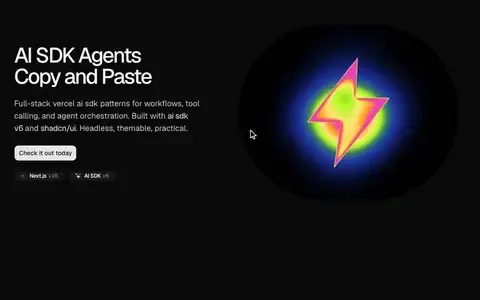 AI SDK Agents
Copy and Paste
Full-stack vercel ai sdk patterns for workflows, tool
calling, and agent orchestration. Built with ai sdk
v6 and shadcn/ui. Headless, themable, practical.
Check it out today
Next.js v16
AI SDK v6